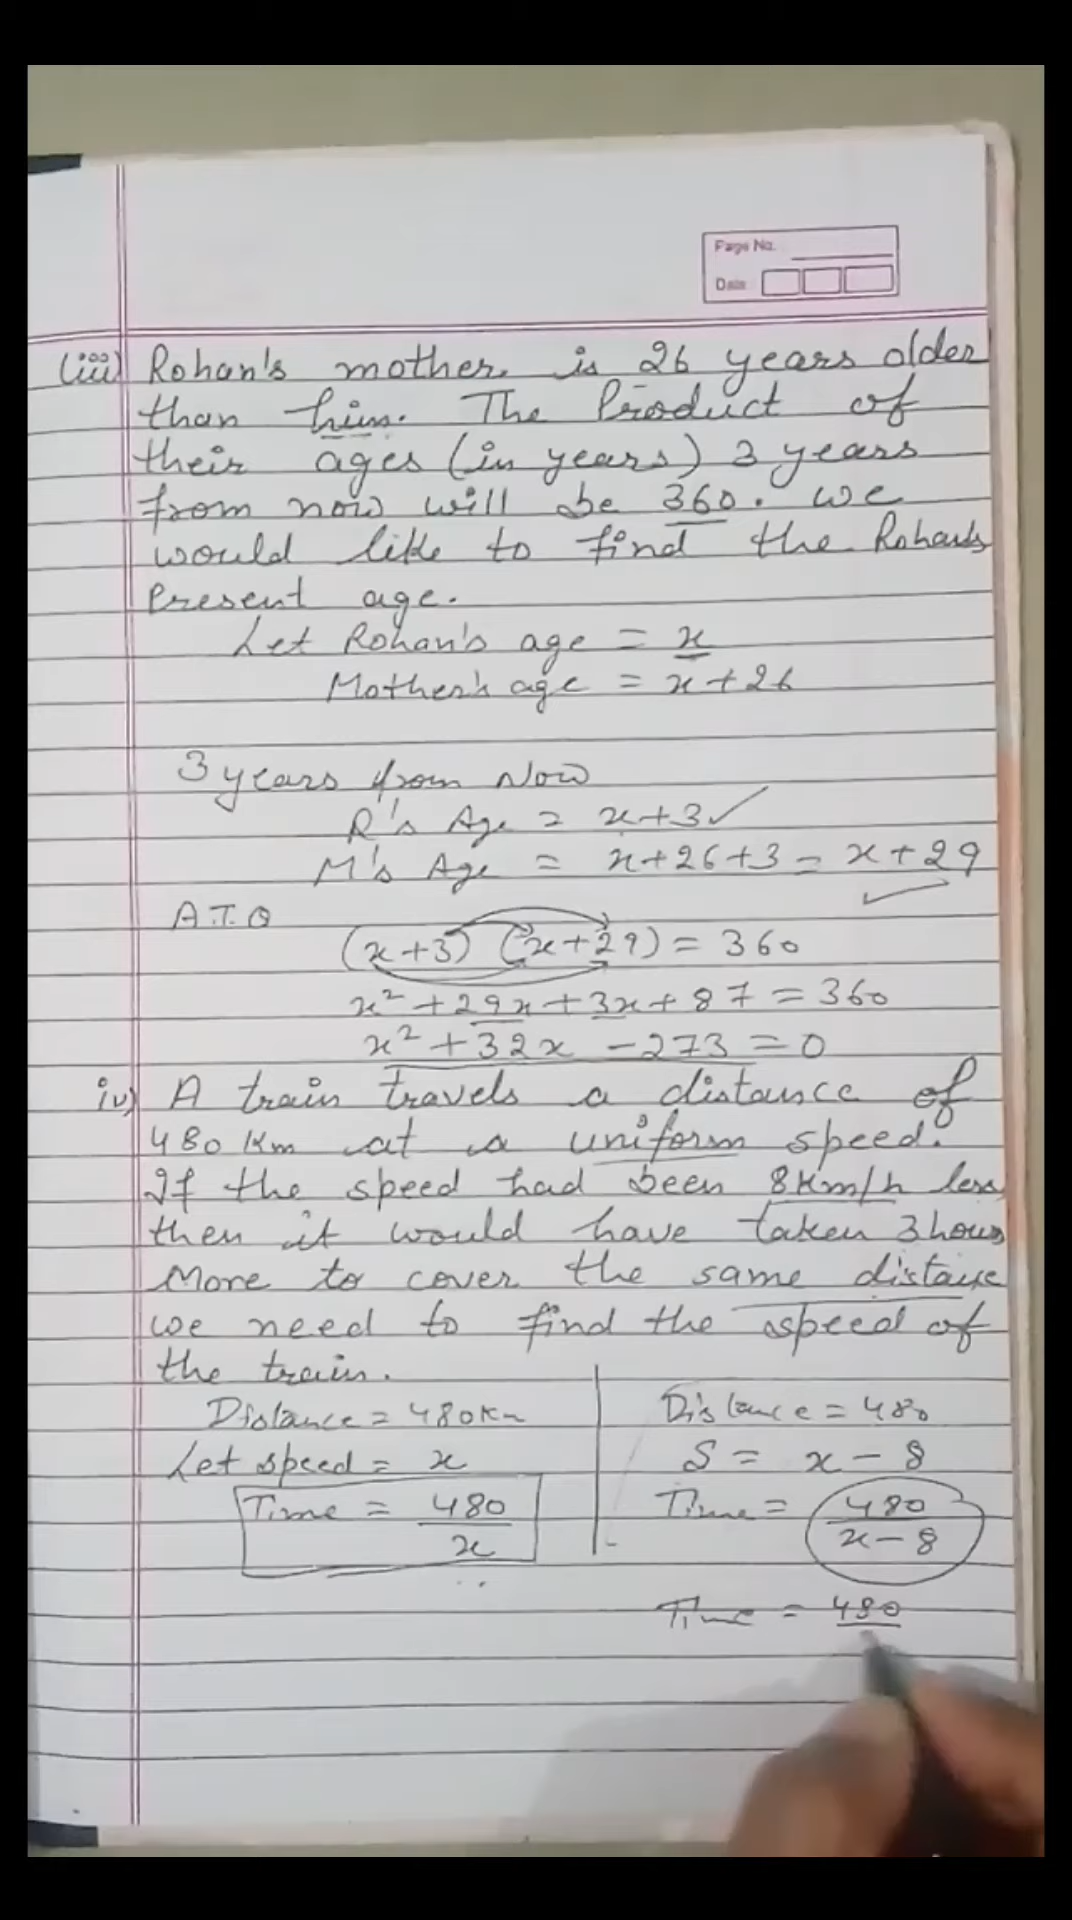 Page No.
Date
(iii) Rohan's mother is 26 years older
than him. The Product of
their ages (in years) 3 years
from now will be 360. we
would like to find the Rohan's
Present age.
Let Rohan's age = x
Mother's age = x+26
3 years from Now
R's Age = x+3 ✓
M's Age = x+26+3 = x+29
A.T.Q
(x+3) (x+29) = 360
x² + 29x + 3x + 87 = 360
x² + 32x - 273 = 0
iv) A train travels a distance of
480 Km at a uniform speed.
If the speed had been 8Km/h less
then it would have taken 3 hours
More to cover the same distance
we need to find the speed of
the train.
Distance = 480Km
Let speed = x
Time = 480/x
Distance = 480
S = x - 8
Time = 480/x-8
Time = 480